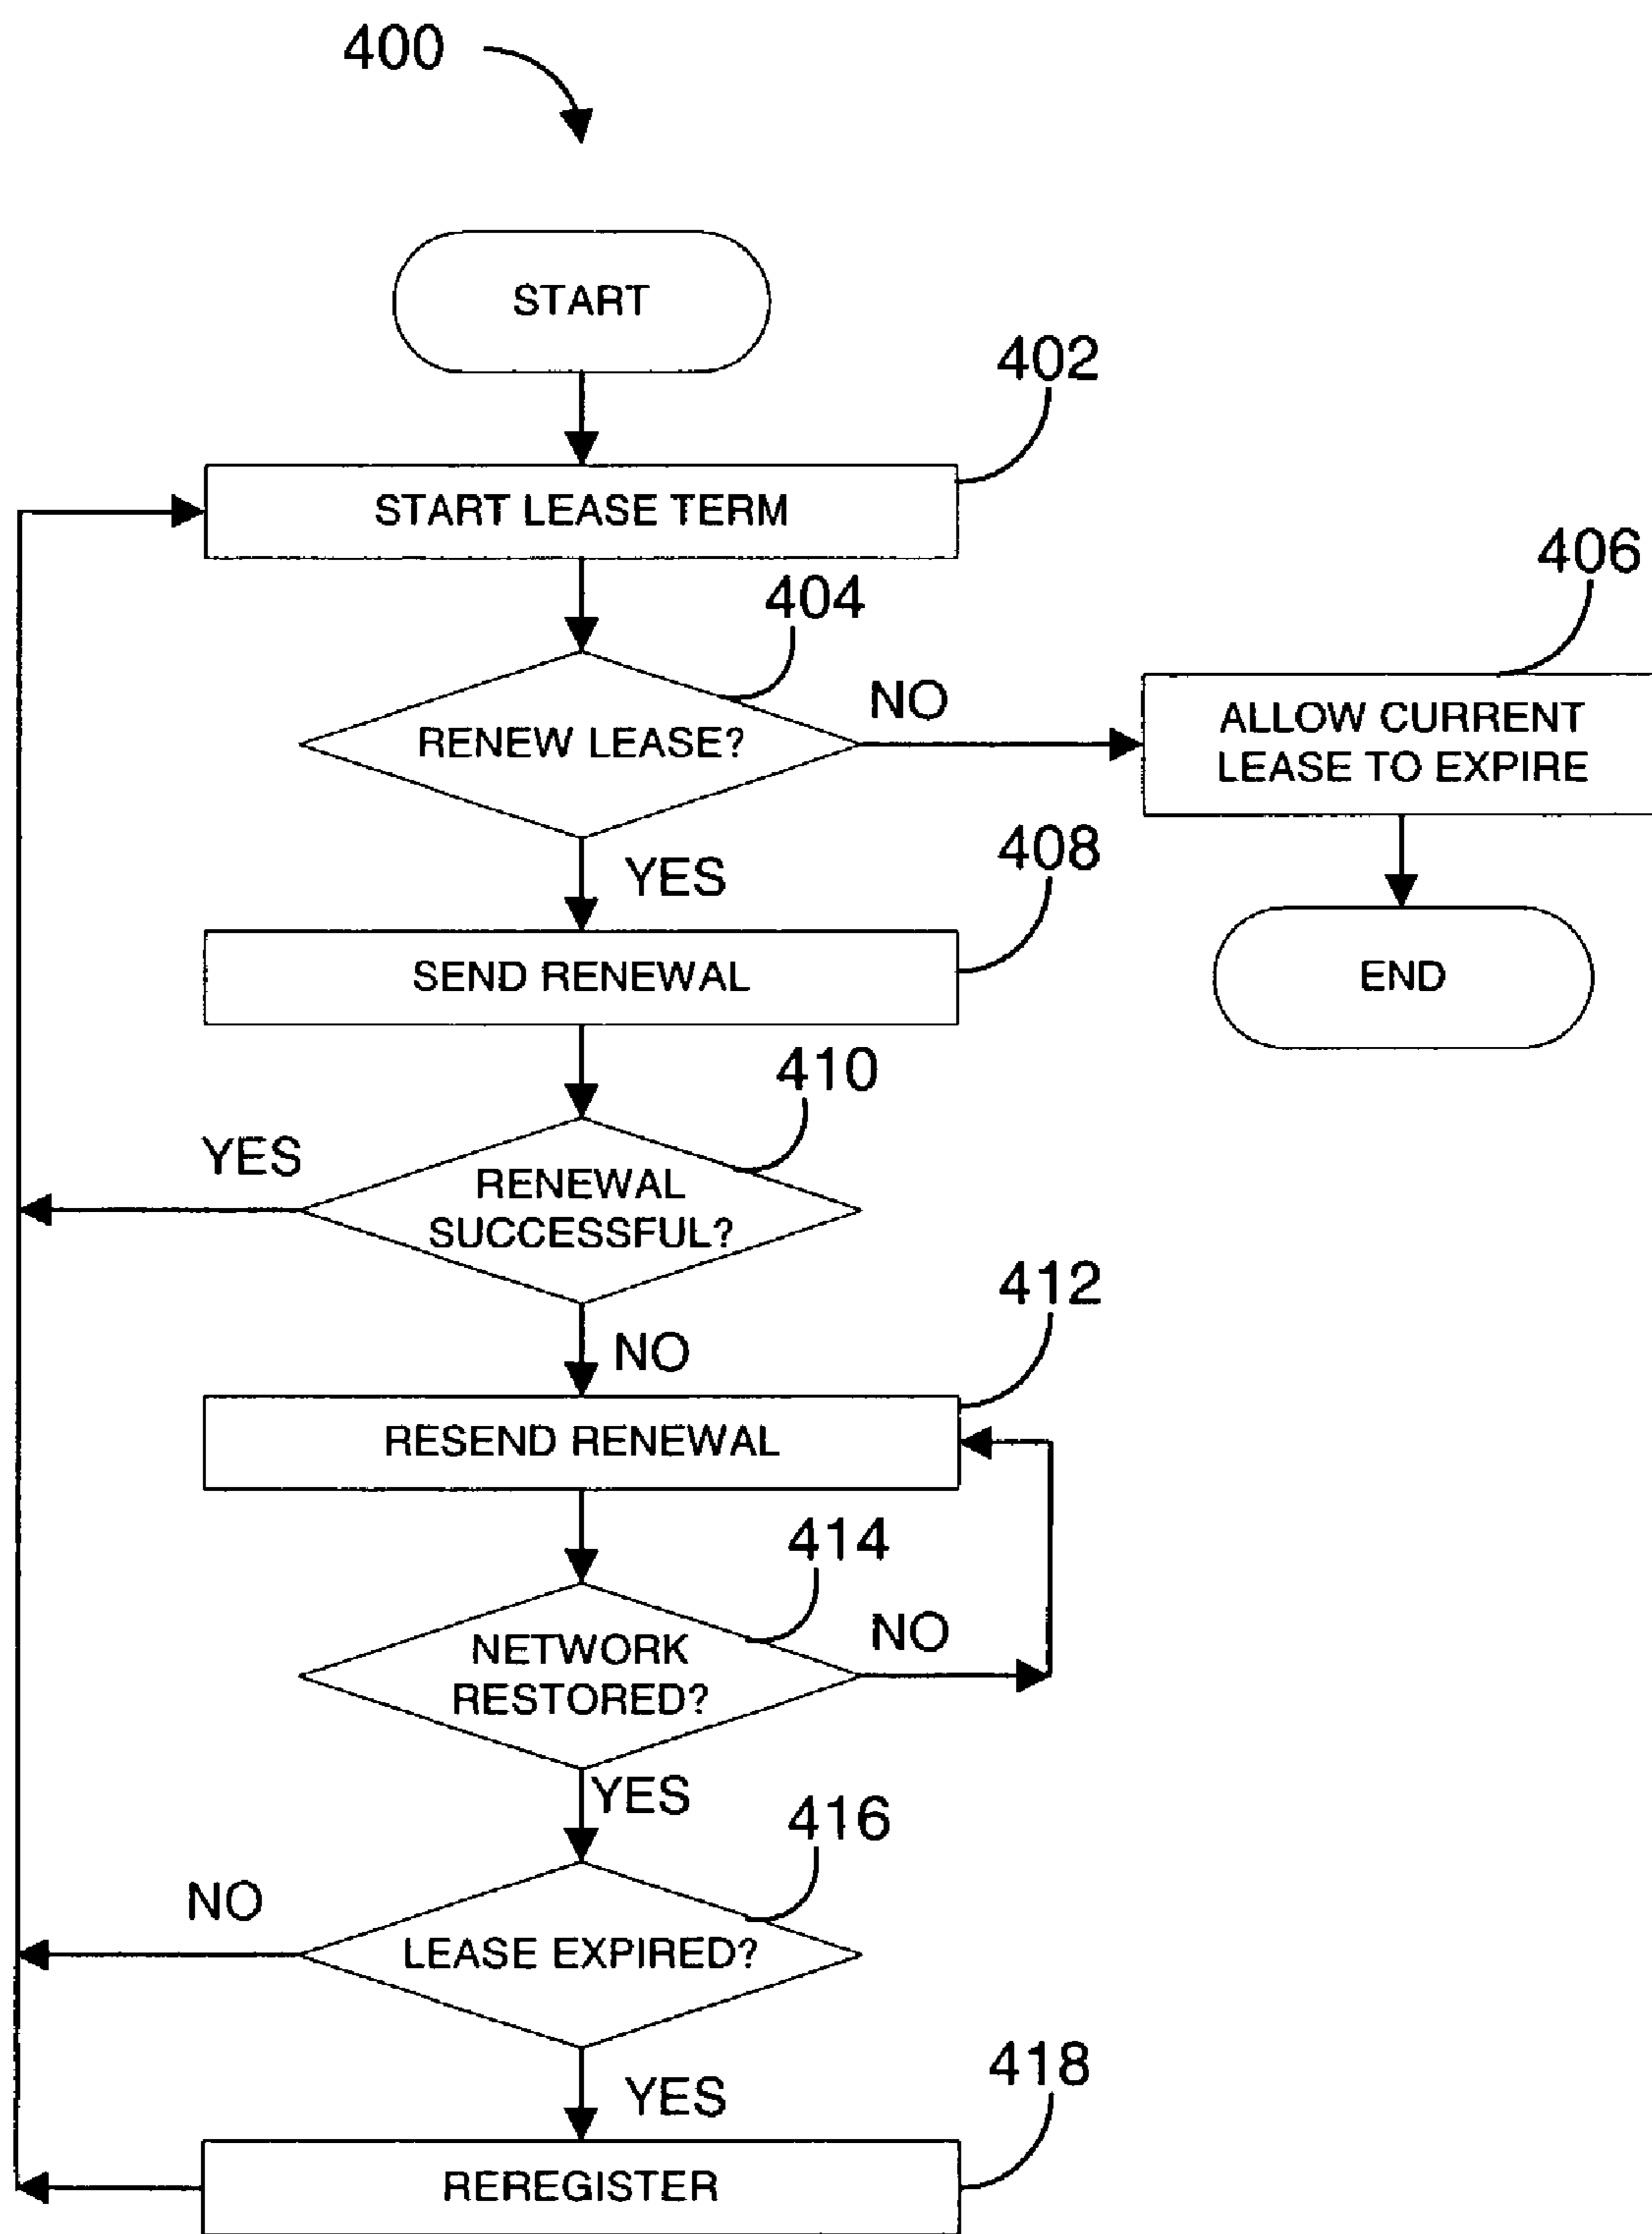 400
START
402
START LEASE TERM
404
RENEW LEASE?
NO
406
ALLOW CURRENT
LEASE TO EXPIRE
YES
408
SEND RENEWAL
END
410
YES
RENEWAL
SUCCESSFUL?
NO
412
RESEND RENEWAL
414
NETWORK
RESTORED?
NO
YES
416
NO
LEASE EXPIRED?
YES
418
REREGISTER